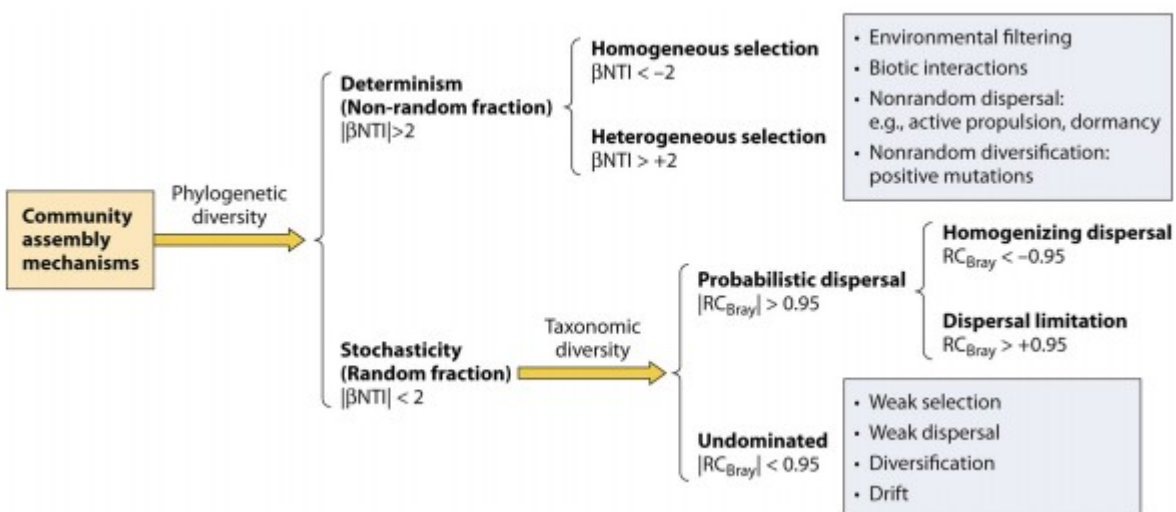 Community
assembly
mechanisms
Phylogenetic
diversity
Determinism
(Non-random fraction)
|βNTI|>2
Homogeneous selection
βNTI < –2
Heterogeneous selection
βNTI > +2
• Environmental filtering
• Biotic interactions
• Nonrandom dispersal:
e.g., active propulsion, dormancy
• Nonrandom diversification:
positive mutations
Stochasticity
(Random fraction)
|βNTI| < 2
Taxonomic
diversity
Probabilistic dispersal
|RCBray| > 0.95
Homogenizing dispersal
RCBray < –0.95
Dispersal limitation
RCBray > +0.95
Undominated
|RCBray| < 0.95
• Weak selection
• Weak dispersal
• Diversification
• Drift